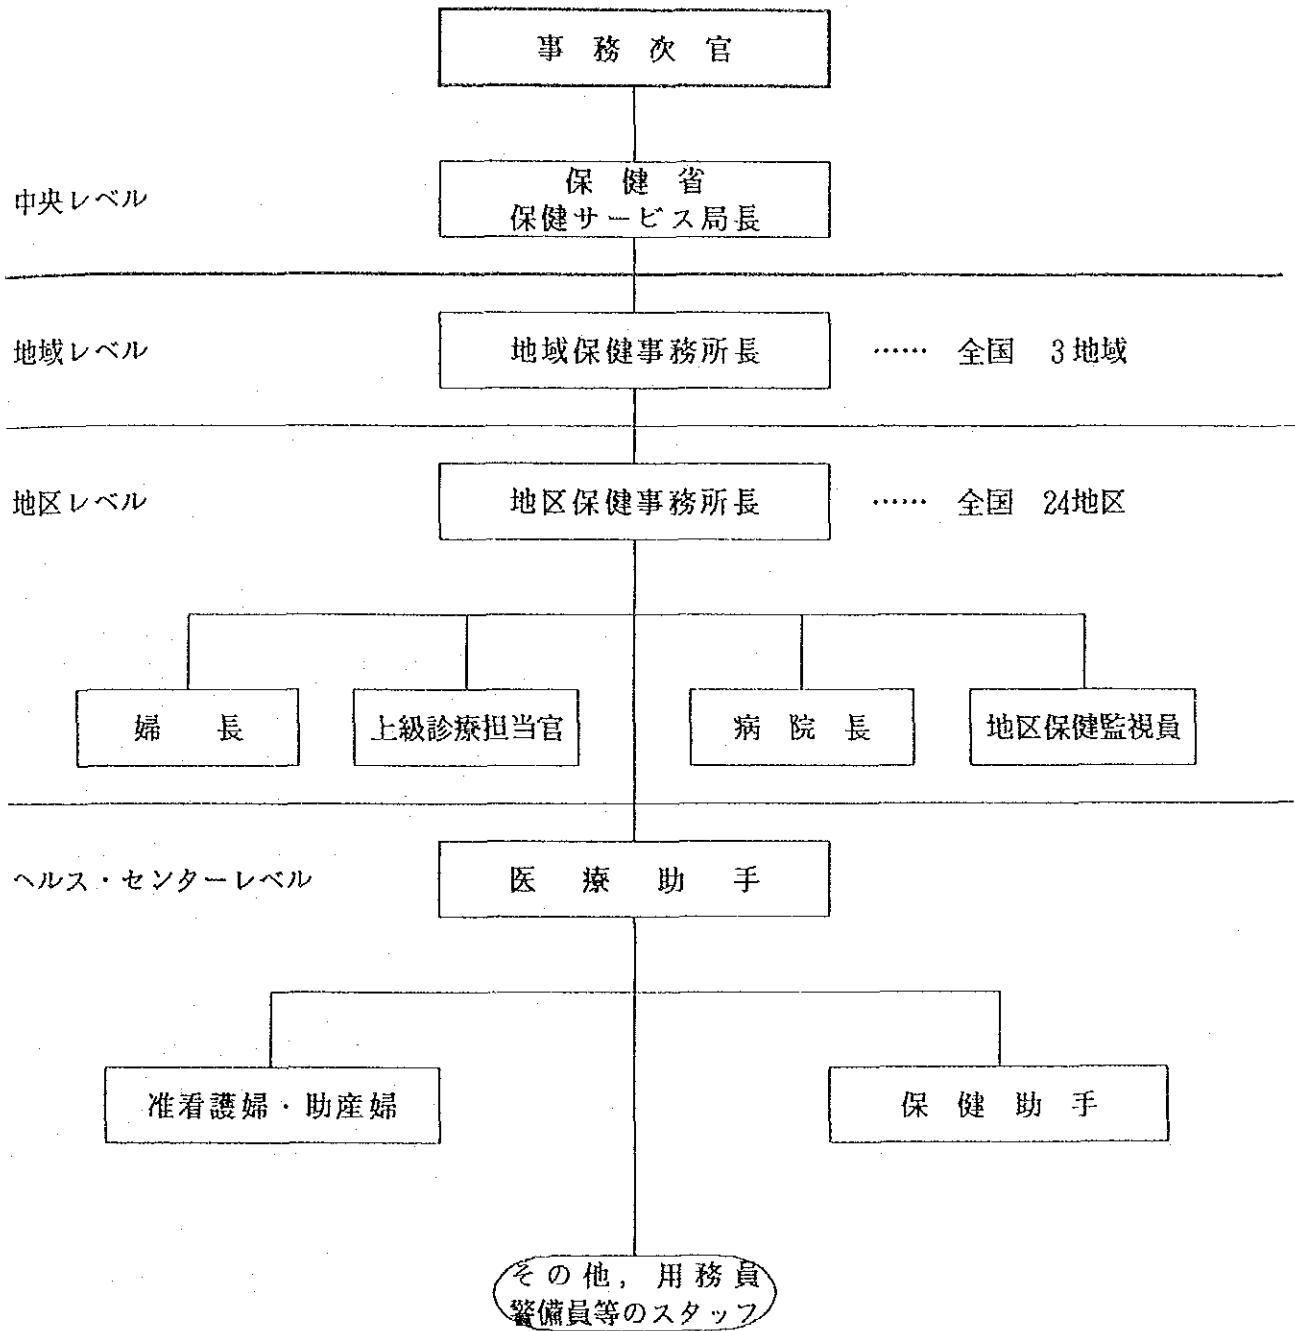 事務次官
中央レベル
保健省
保健サービス局長
地域レベル
地域保健事務所長
…… 全国 3地域
地区レベル
地区保健事務所長
…… 全国 24地区
婦長
上級診療担当官
病院長
地区保健監視員
ヘルス・センターレベル
医療助手
准看護婦・助産婦
保健助手
その他，用務員
警備員等のスタッフ